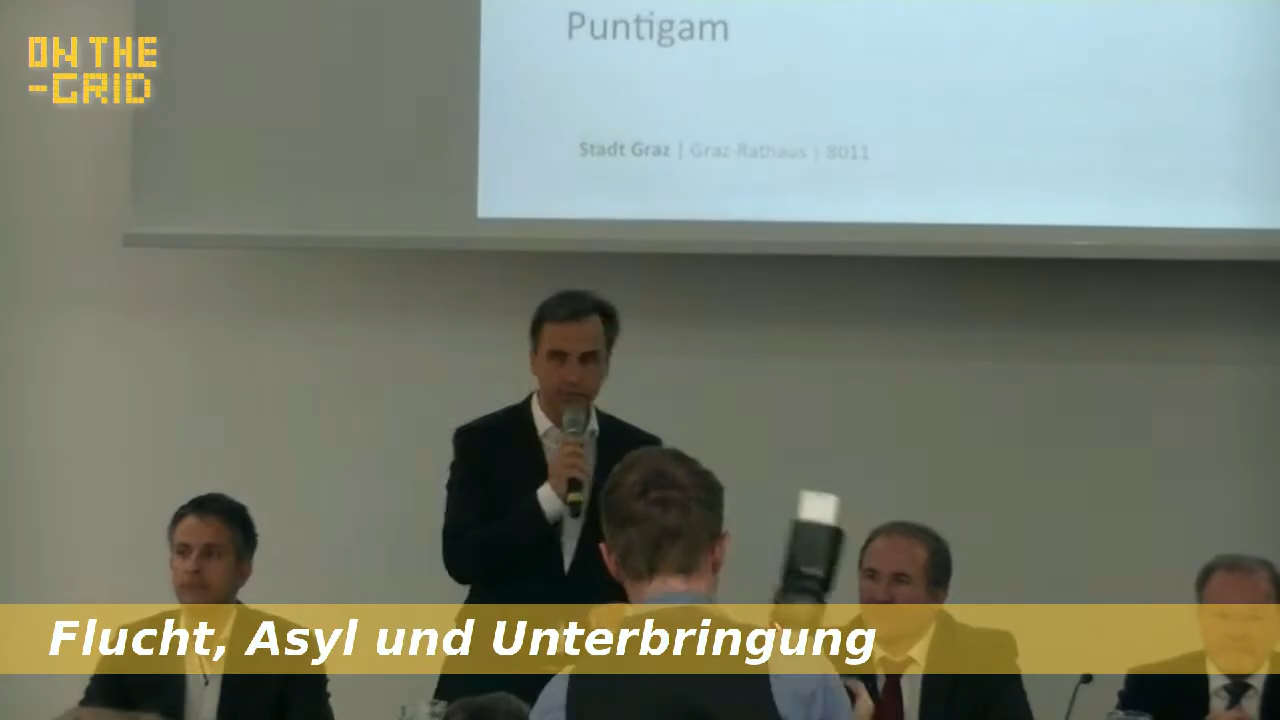 ON THE
-GRID
Puntigam
Stadt Graz | Graz-Rathaus | 8011
Flucht, Asyl und Unterbringung